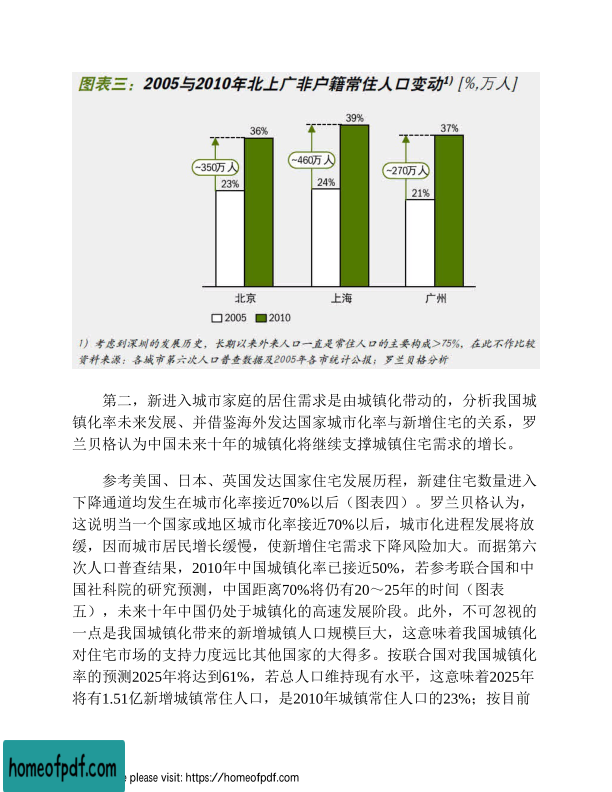 图表三：2005与2010年北上广非户籍常住人口变动1) [%,万人]
39%
36%
37%
~350万人
~460万人
~270万人
23%
24%
21%
北京
上海
广州
2005
2010
1）考虑到深圳的发展历史，长期以来外来人口一直是常住人口的主要构成>75%，在此不作比较
资料来源：各城市第六次人口普查数据及2005年各市统计公报；罗兰贝格分析
第二，新进入城市家庭的居住需求是由城镇化带动的，分析我国城
镇化率未来发展、并借鉴海外发达国家城市化率与新增住宅的关系，罗
兰贝格认为中国未来十年的城镇化将继续支撑城镇住宅需求的增长。
参考美国、日本、英国发达国家住宅发展历程，新建住宅数量进入
下降通道均发生在城市化率接近70%以后（图表四）。罗兰贝格认为，
这说明当一个国家或地区城市化率接近70%以后，城市化进程发展将放
缓，因而城市居民增长缓慢，使新增住宅需求下降风险加大。而据第六
次人口普查结果，2010年中国城镇化率已接近50%，若参考联合国和中
国社科院的研究预测，中国距离70%将仍有20～25年的时间（图表
五），未来十年中国仍处于城镇化的高速发展阶段。此外，不可忽视的
一点是我国城镇化带来的新增城镇人口规模巨大，这意味着我国城镇化
对住宅市场的支持力度远比其他国家的大得多。按联合国对我国城镇化
率的预测2025年将达到61%，若总人口维持现有水平，这意味着2025年
将有1.51亿新增城镇常住人口，是2010年城镇常住人口的23%；按目前
homeofpdf.com
e please visit: https://homeofpdf.com